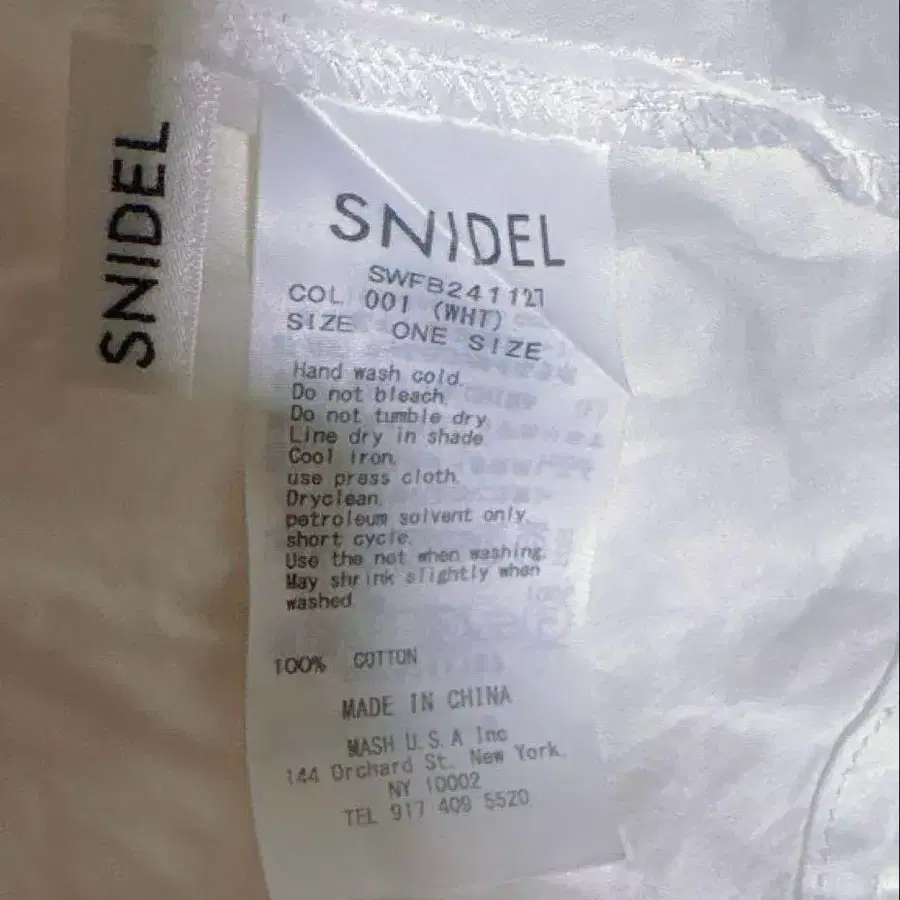 SNIDEL
SNIDEL
SWFB241127
COL 001 (WHT)
SIZE ONE SIZE
Hand wash cold.
Do not bleach.
Do not tumble dry.
Line dry in shade.
Cool iron.
use press cloth.
Dryclean.
petroleum solvent only.
short cycle.
Use the net when washing.
May shrink slightly when
washed.
100% COTTON
MADE IN CHINA
MASH U.S.A Inc
144 Orchard St. New York.
NY 10002
TEL 917 409 5520